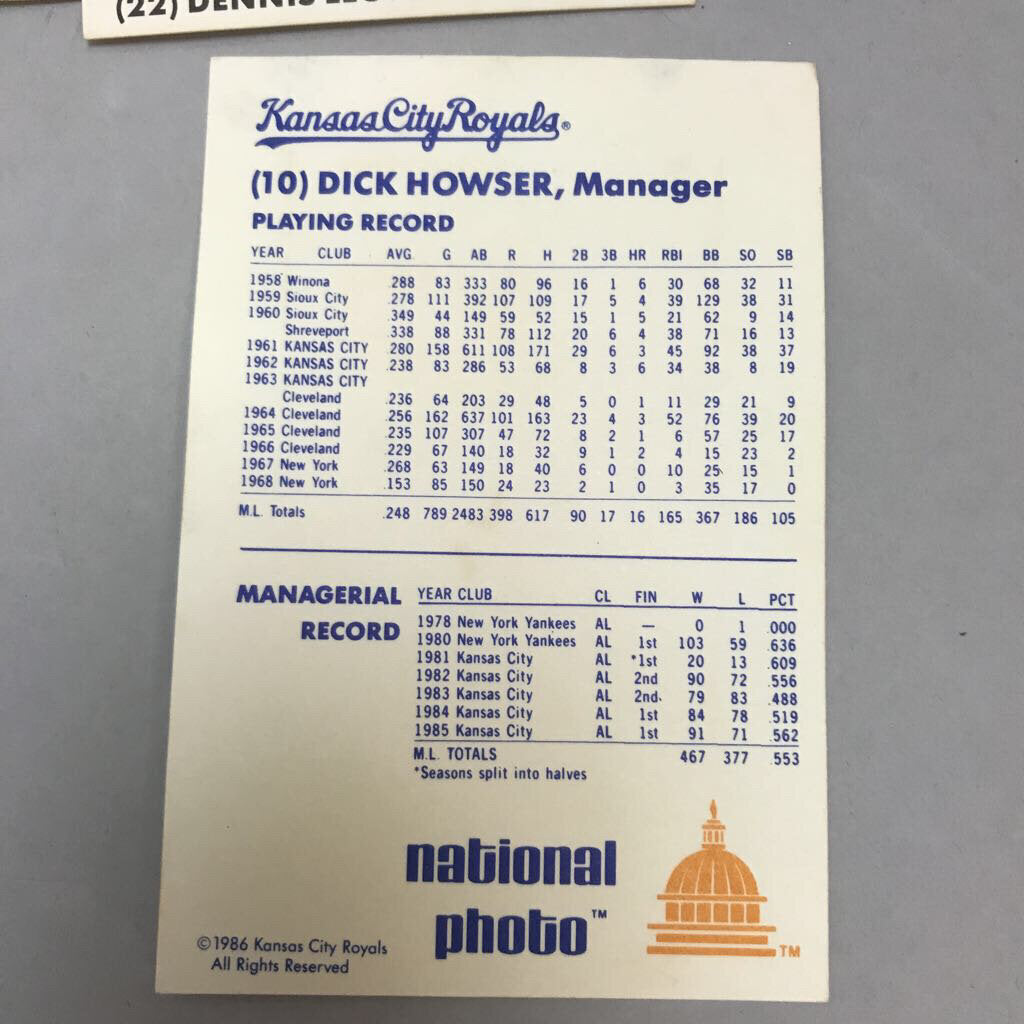 (22) DENNIS
Kansas City Royals®
(10) DICK HOWSER, Manager
PLAYING RECORD
YEAR CLUB AVG. G AB R H 2B 3B HR RBI BB SO SB
1958 Winona .288 83 333 80 96 16 1 6 30 68 32 11
1959 Sioux City .278 111 392 107 109 17 5 4 39 129 38 31
1960 Sioux City .349 44 149 59 52 15 1 5 21 62 9 14
Shreveport .338 88 331 78 112 20 6 4 38 71 16 13
1961 KANSAS CITY .280 158 611 108 171 29 6 3 45 92 38 37
1962 KANSAS CITY .238 83 286 53 68 8 3 6 34 38 8 19
1963 KANSAS CITY
Cleveland .236 64 203 29 48 5 0 1 11 29 21 9
1964 Cleveland .256 162 637 101 163 23 4 3 52 76 39 20
1965 Cleveland .235 107 307 47 72 8 2 1 6 57 25 17
1966 Cleveland .229 67 140 18 32 9 1 2 4 15 23 2
1967 New York .268 63 149 18 40 6 0 0 10 25 15 1
1968 New York .153 85 150 24 23 2 1 0 3 35 17 0
M.L. Totals .248 789 2483 398 617 90 17 16 165 367 186 105
MANAGERIAL RECORD
YEAR CLUB CL FIN W L PCT
1978 New York Yankees AL — 0 1 .000
1980 New York Yankees AL 1st 103 59 .636
1981 Kansas City AL *1st 20 13 .609
1982 Kansas City AL 2nd 90 72 .556
1983 Kansas City AL 2nd 79 83 .488
1984 Kansas City AL 1st 84 78 .519
1985 Kansas City AL 1st 91 71 .562
M.L. TOTALS 467 377 .553
*Seasons split into halves
national
photo™
TM
©1986 Kansas City Royals
All Rights Reserved